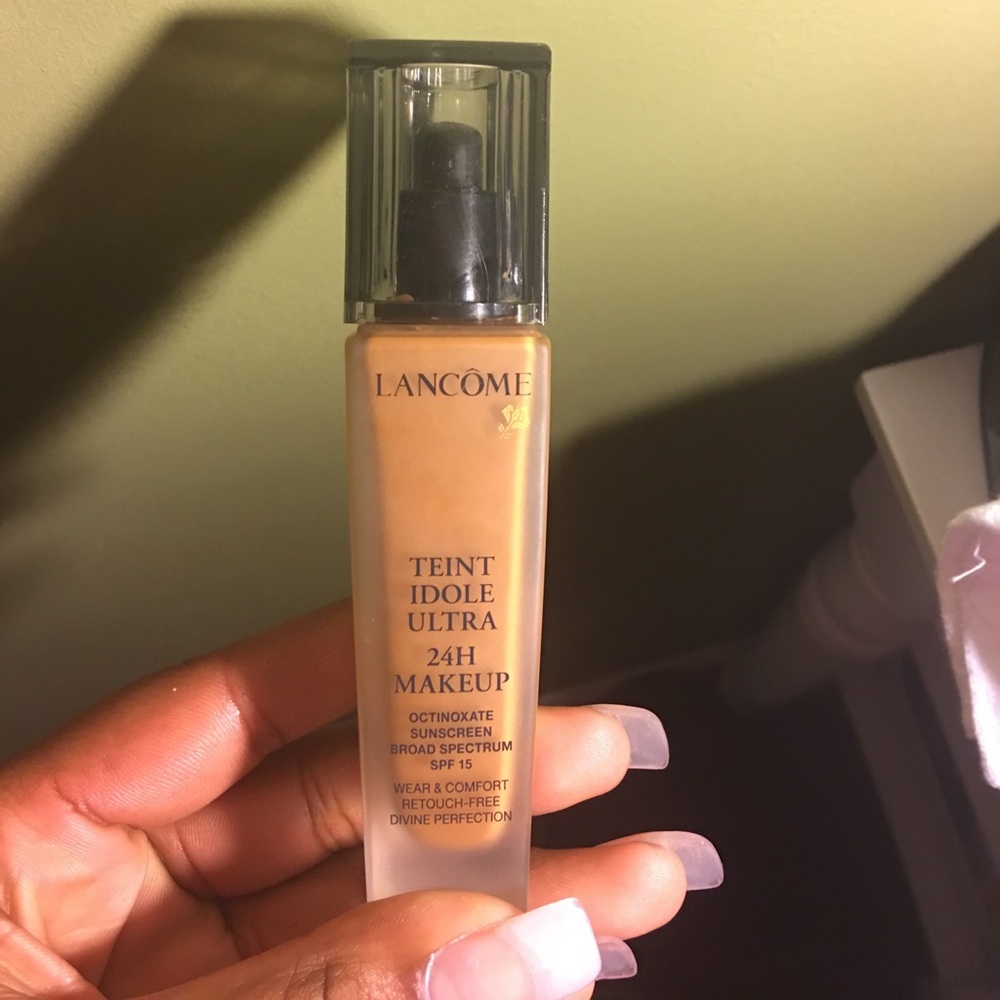 LANCÔME
TEINT
IDOLE
ULTRA
24H
MAKEUP
OCTINOXATE
SUNSCREEN
BROAD SPECTRUM
SPF 15
WEAR & COMFORT
RETOUCH-FREE
DIVINE PERFECTION